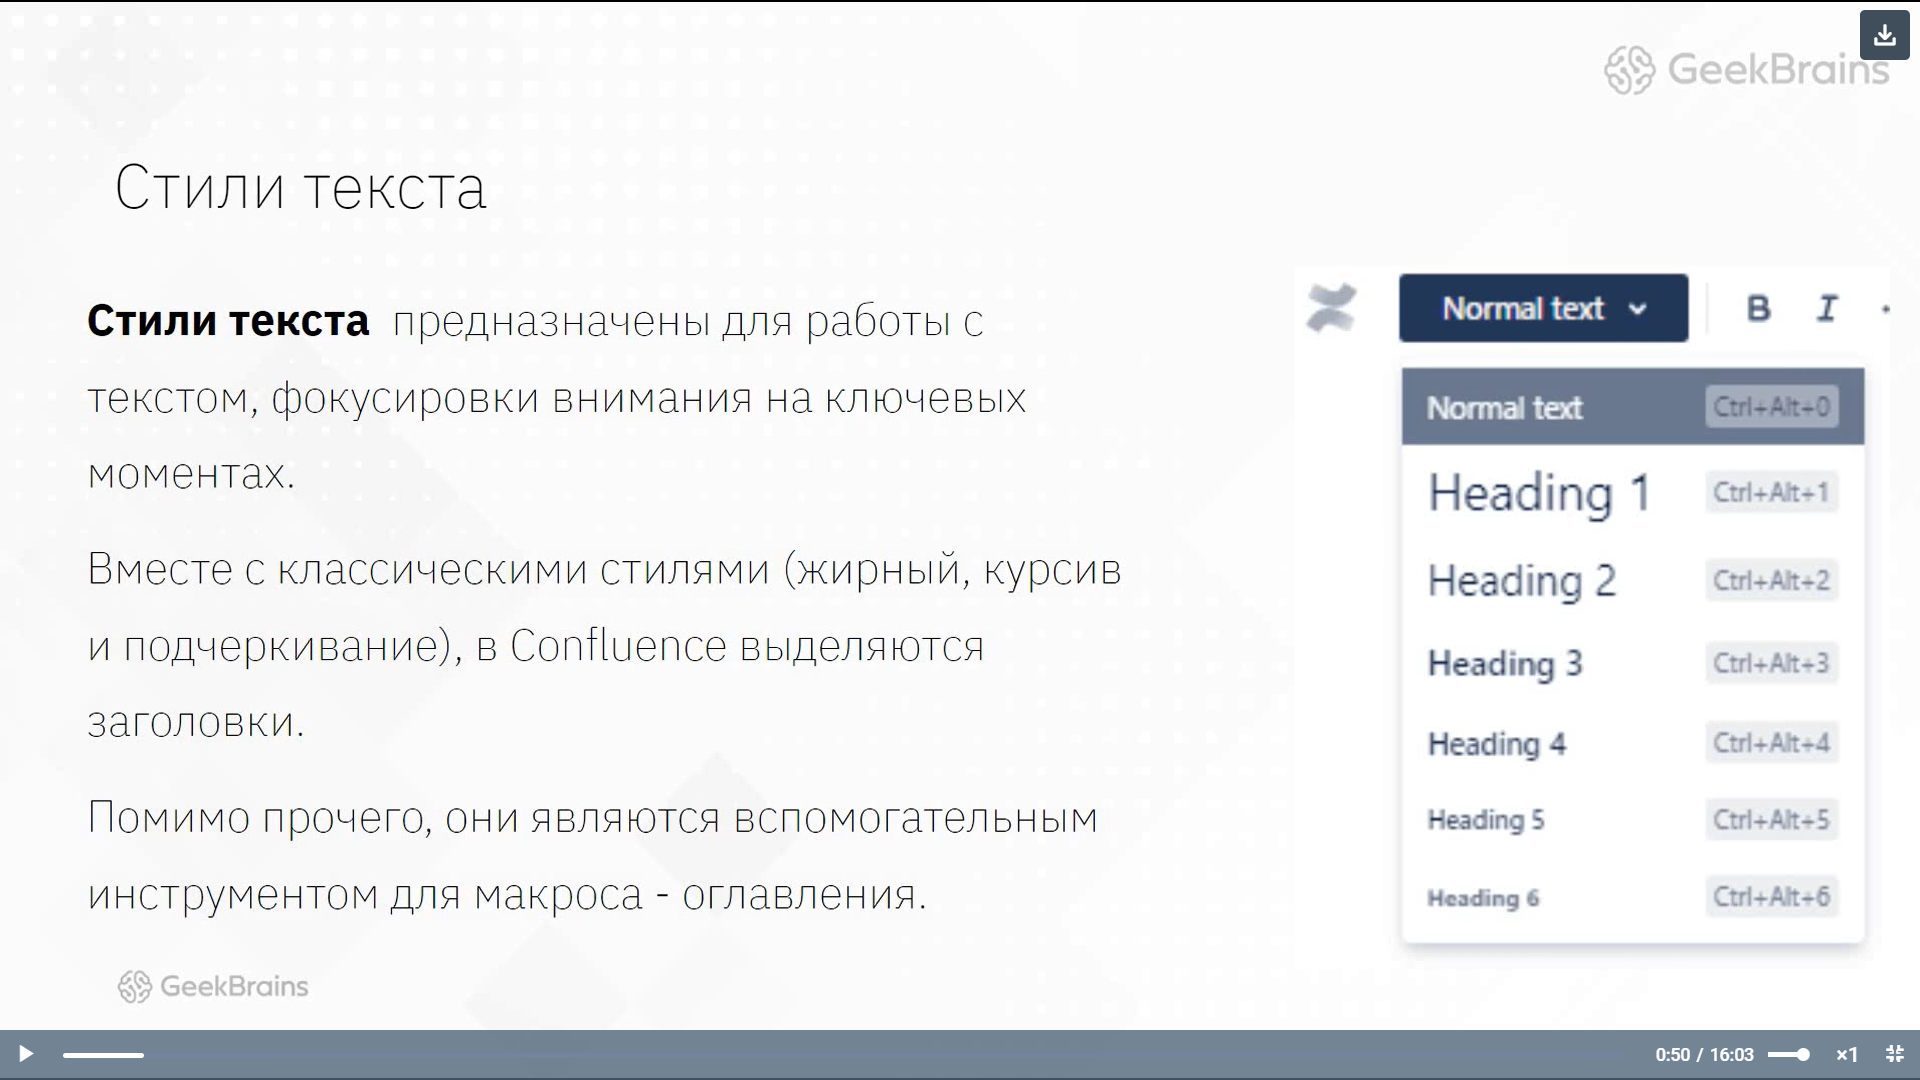 GeekBrains
Стили текста
Стили текста предназначены для работы с
текстом, фокусировки внимания на ключевых
моментах.
Вместе с классическими стилями (жирный, курсив
и подчеркивание), в Confluence выделяются
заголовки.
Помимо прочего, они являются вспомогательным
инструментом для макроса - оглавления.
Normal text B I
Normal text Ctrl+Alt+0
Heading 1 Ctrl+Alt+1
Heading 2 Ctrl+Alt+2
Heading 3 Ctrl+Alt+3
Heading 4 Ctrl+Alt+4
Heading 5 Ctrl+Alt+5
Heading 6 Ctrl+Alt+6
GeekBrains
0:50 / 16:03 ×1